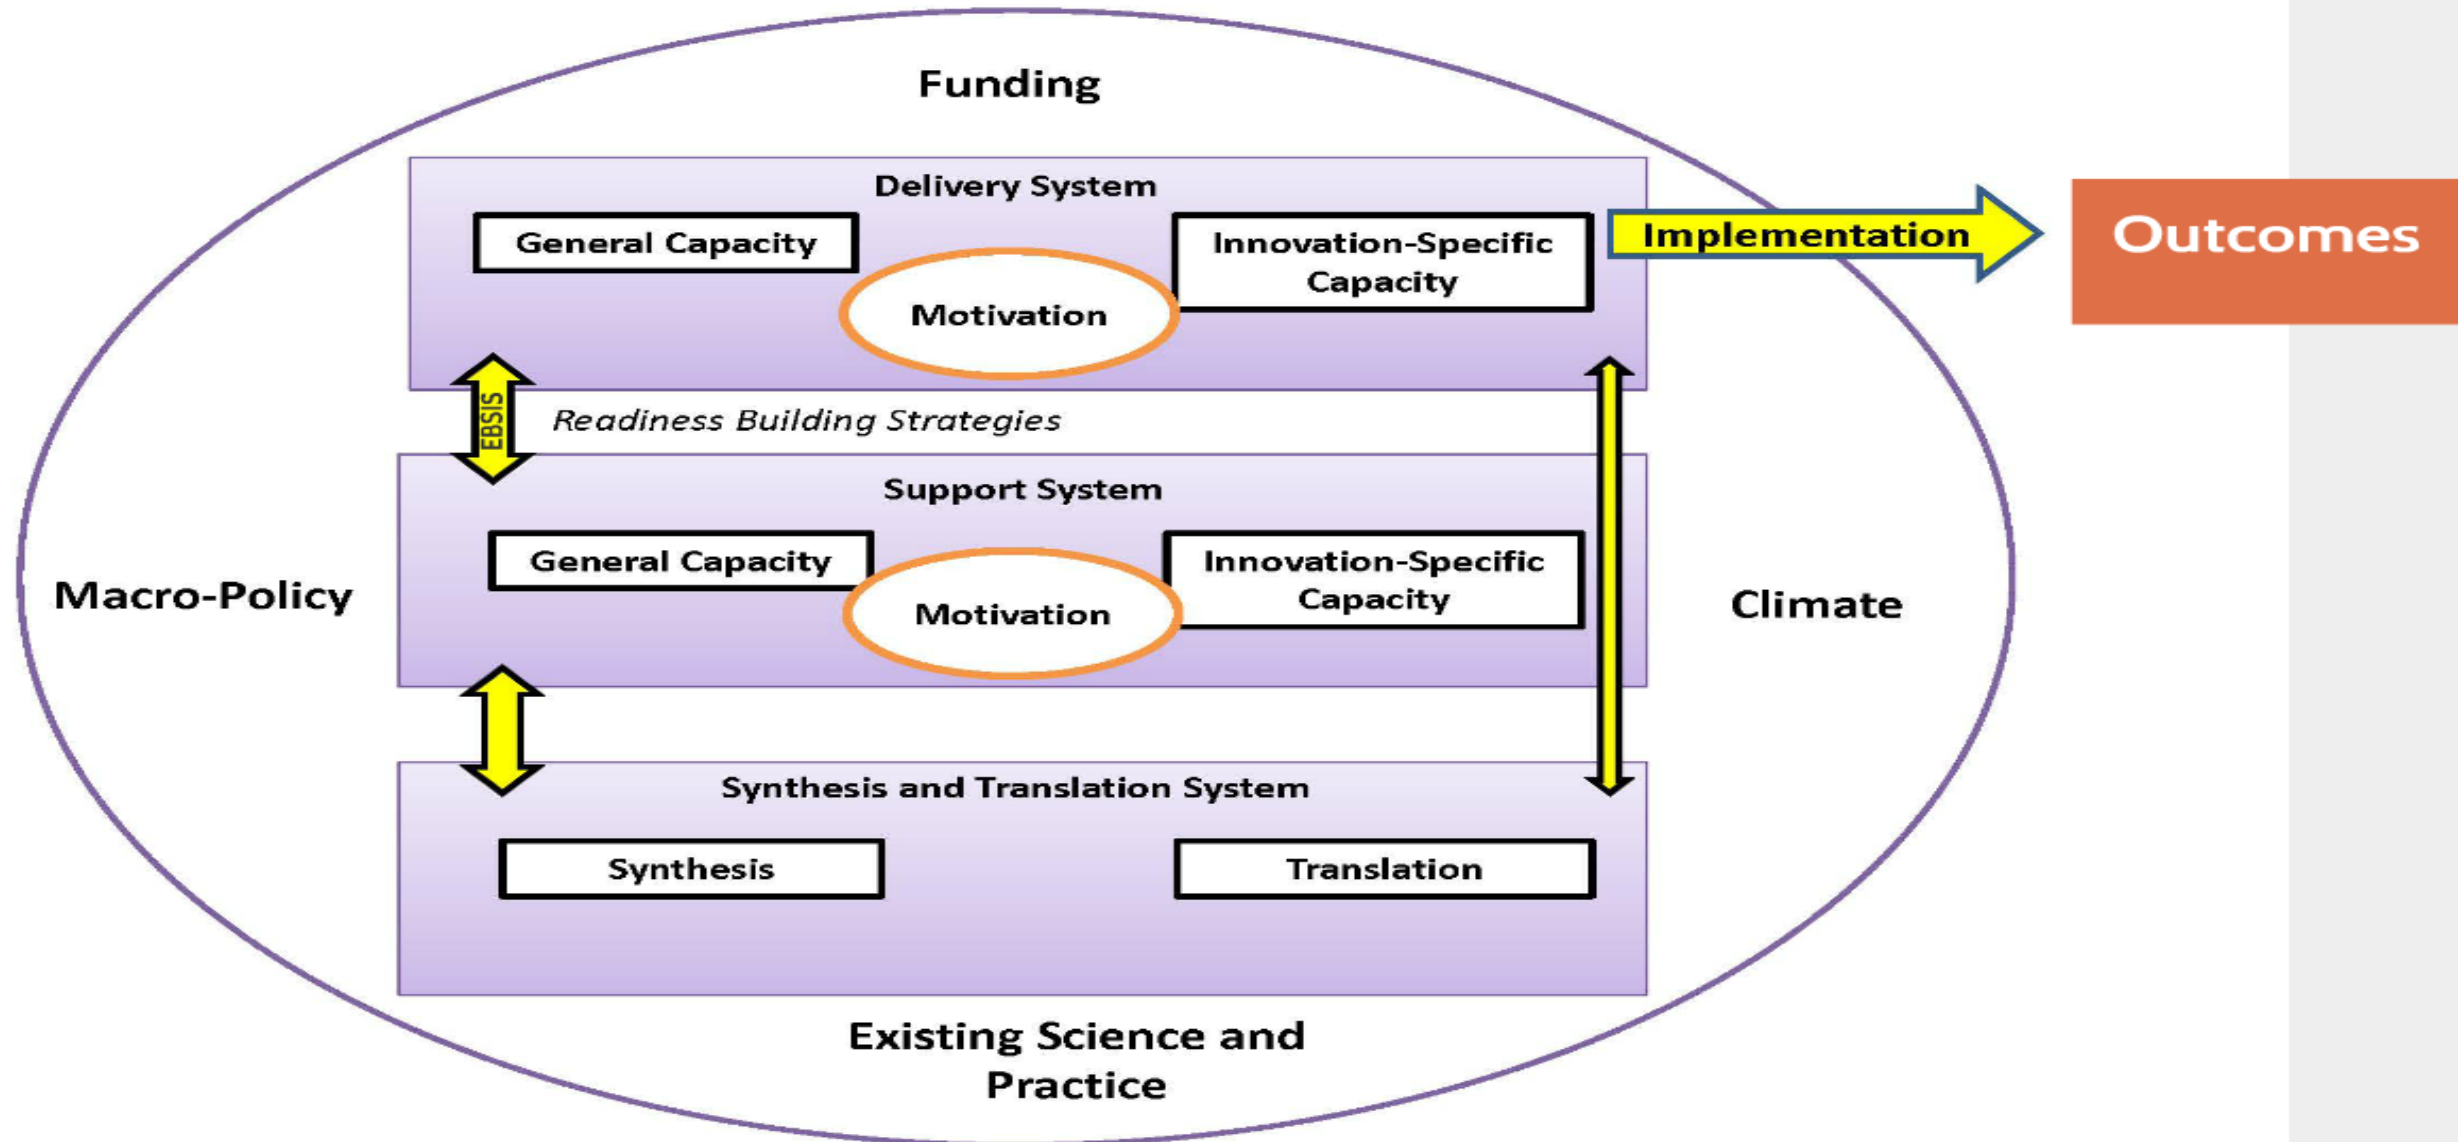 Funding
Delivery System
General Capacity
Innovation-Specific
Capacity
Motivation
Implementation
Outcomes
EBSIS
Readiness Building Strategies
Support System
General Capacity
Innovation-Specific
Capacity
Motivation
Macro-Policy
Climate
Synthesis and Translation System
Synthesis
Translation
Existing Science and
Practice